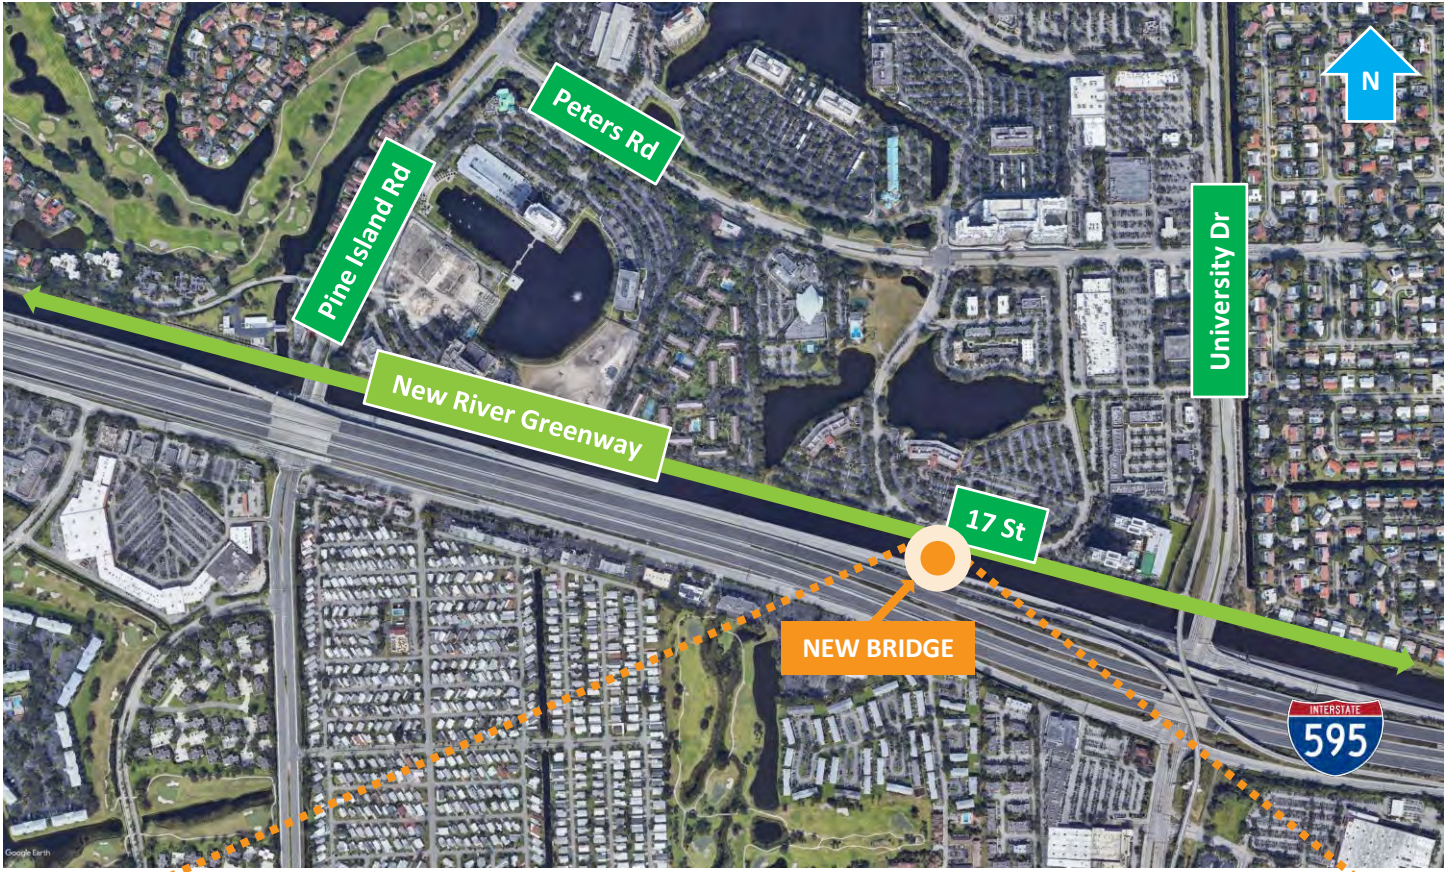 N
Peters Rd
Pine Island Rd
University Dr
New River Greenway
17 St
NEW BRIDGE
INTERSTATE
595
Google Earth